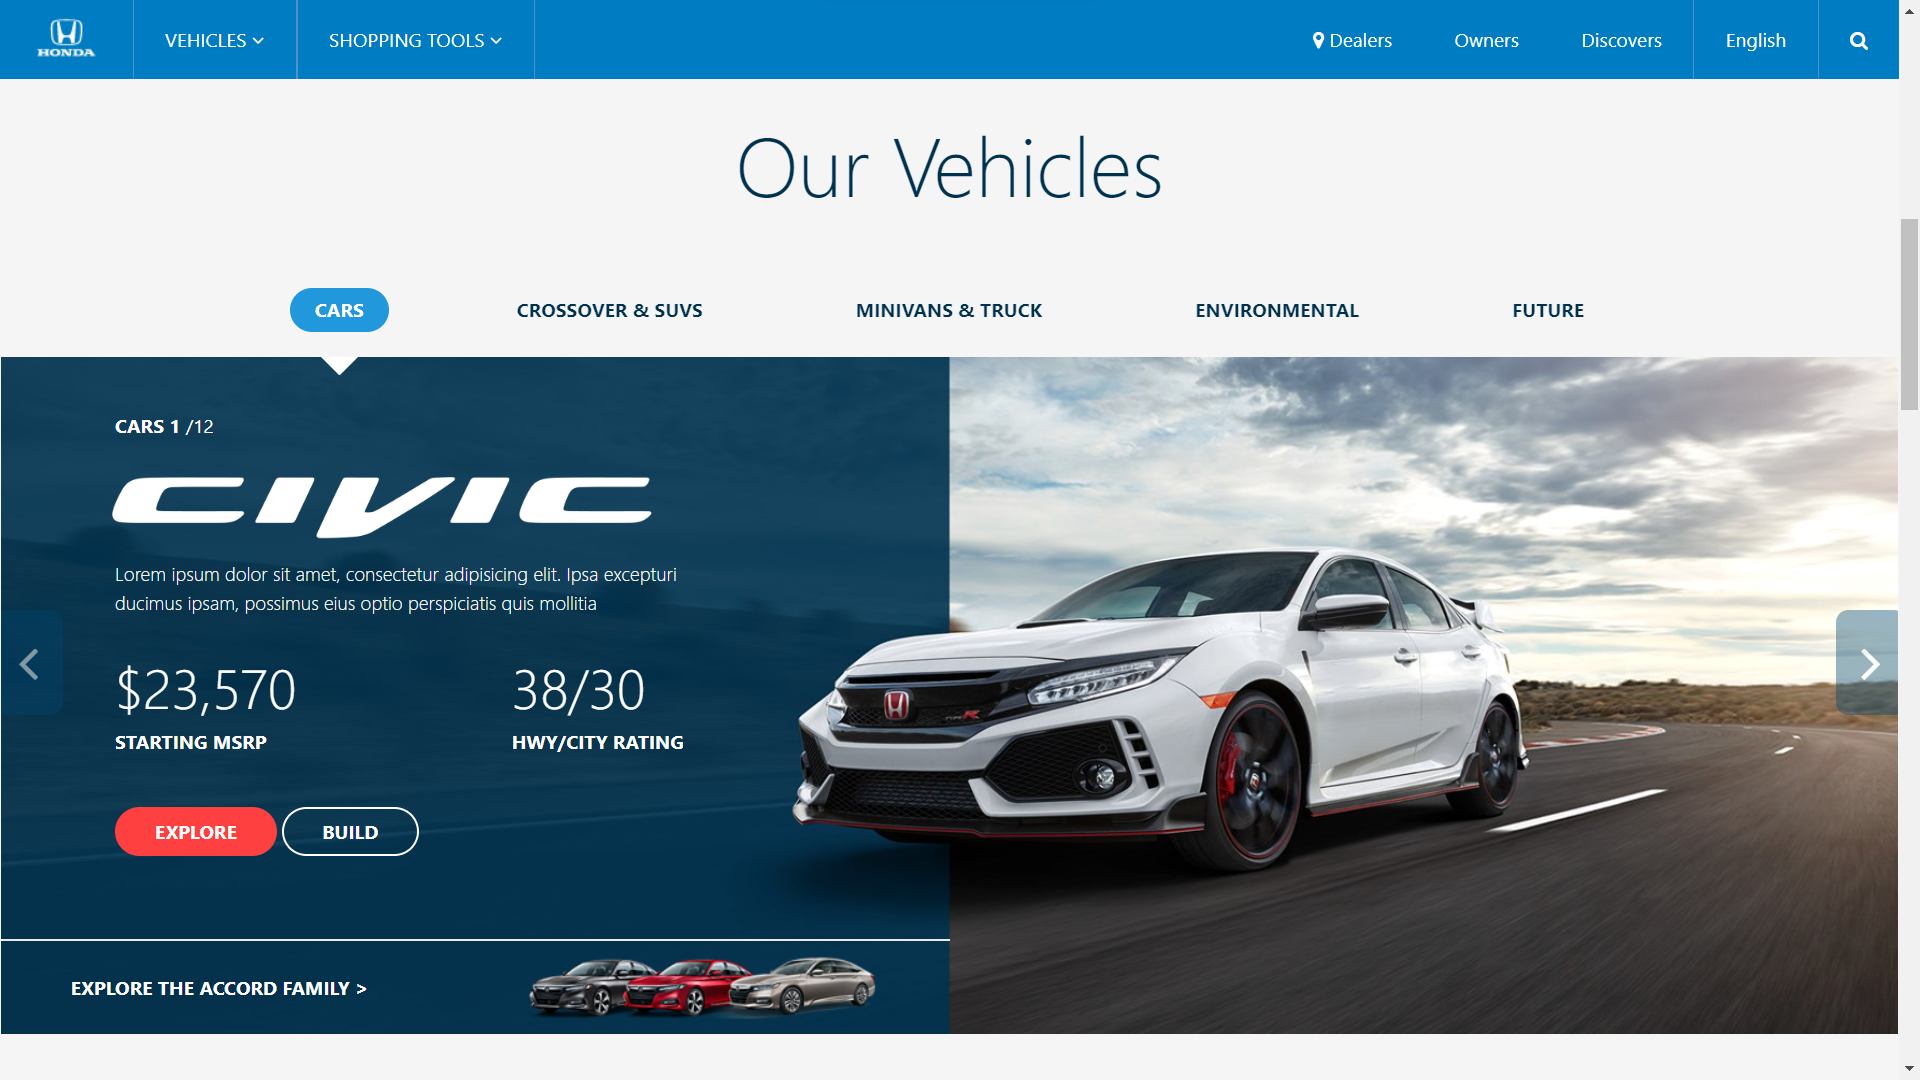 HONDA
VEHICLES
SHOPPING TOOLS
Dealers
Owners
Discovers
English
Our Vehicles
CARS
CROSSOVER & SUVS
MINIVANS & TRUCK
ENVIRONMENTAL
FUTURE
CARS 1 /12
CIVIC
Lorem ipsum dolor sit amet, consectetur adipisicing elit. Ipsa excepturi
ducimus ipsam, possimus eius optio perspiciatis quis mollitia
$23,570
38/30
STARTING MSRP
HWY/CITY RATING
EXPLORE
BUILD
EXPLORE THE ACCORD FAMILY >